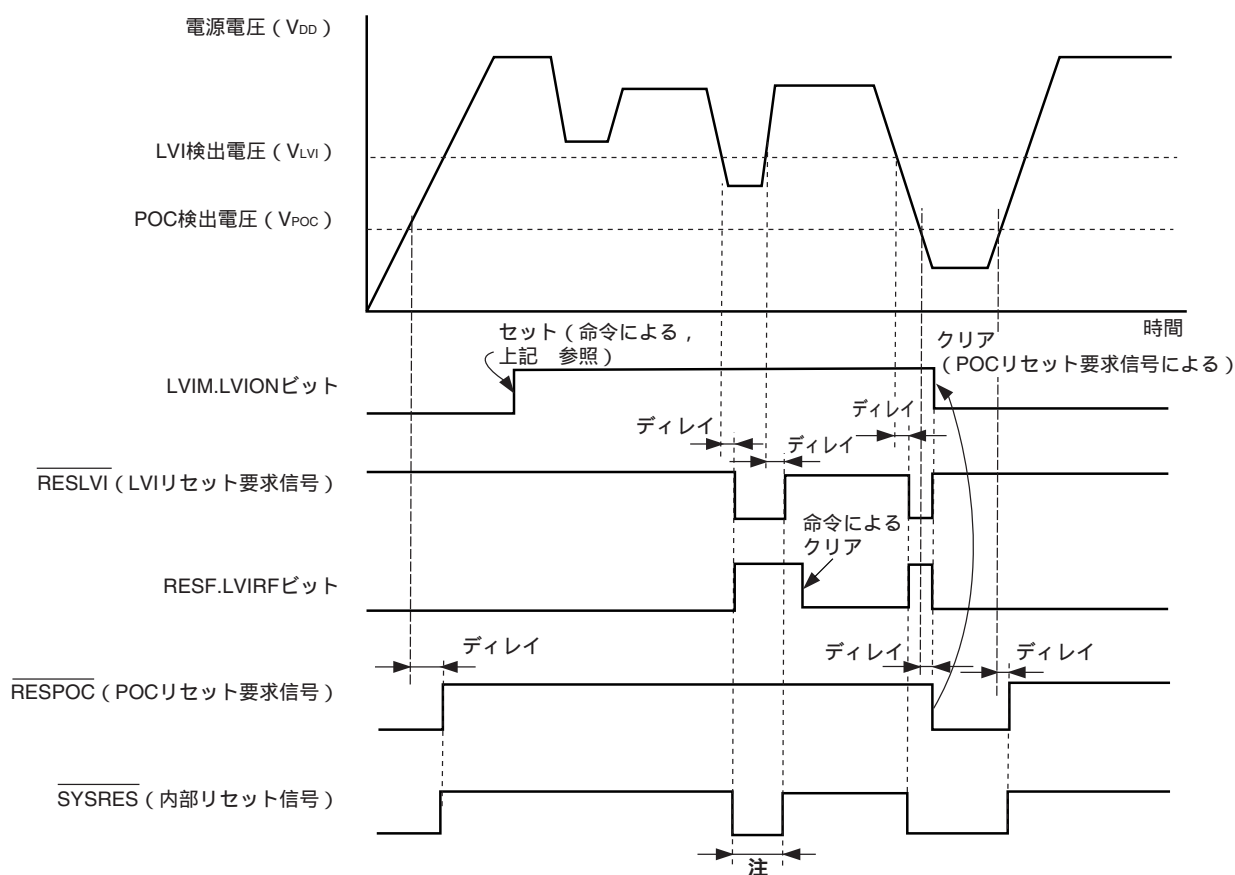 電源電圧（VDD）
LVI検出電圧（VLVI）
POC検出電圧（VPOC）
時間
セット（命令による，
上記　参照）
クリア
（POCリセット要求信号による）
LVIM.LVIONビット
ディレイ
ディレイ
ディレイ
RESLVI（LVIリセット要求信号）
命令による
クリア
RESF.LVIRFビット
ディレイ
ディレイ
ディレイ
RESPOC（POCリセット要求信号）
SYSRES（内部リセット信号）
注